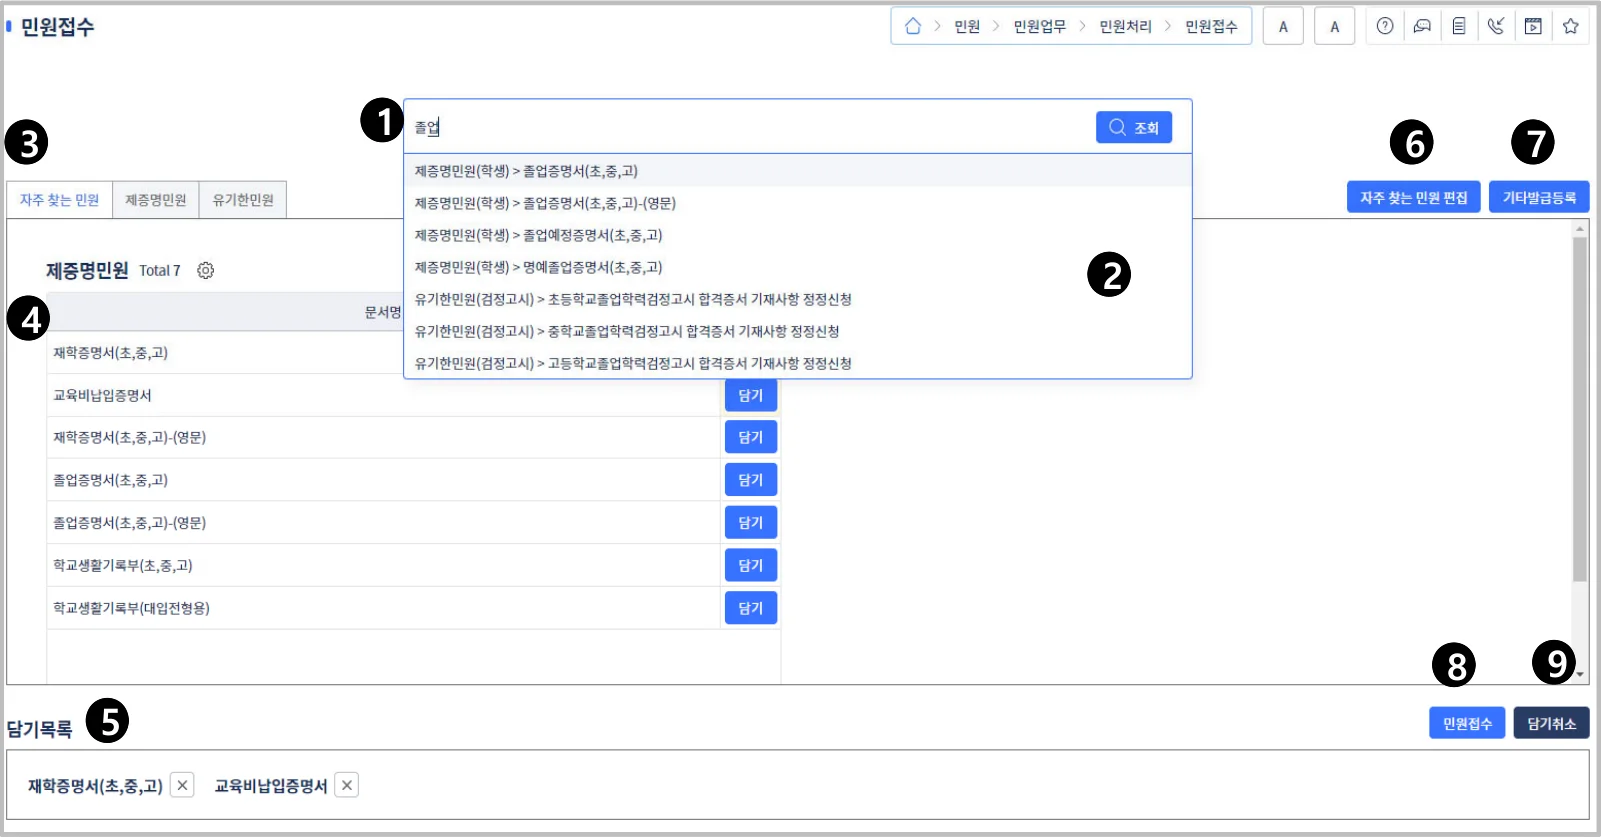 민원접수
민원 > 민원업무 > 민원처리 > 민원접수
A
A
1
졸업
조회
제증명민원(학생) > 졸업증명서(초,중,고)
제증명민원(학생) > 졸업증명서(초,중,고)-(영문)
제증명민원(학생) > 졸업예정증명서(초,중,고)
제증명민원(학생) > 명예졸업증명서(초,중,고)
유기한민원(검정고시) > 초등학교졸업학력검정고시 합격증서 기재사항 정정신청
유기한민원(검정고시) > 중학교졸업학력검정고시 합격증서 기재사항 정정신청
유기한민원(검정고시) > 고등학교졸업학력검정고시 합격증서 기재사항 정정신청
2
3
자주 찾는 민원
제증명민원
유기한민원
6
자주 찾는 민원 편집
7
기타발급등록
제증명민원 Total 7
4
문서명
재학증명서(초,중,고)
교육비납입증명서 담기
재학증명서(초,중,고)-(영문) 담기
졸업증명서(초,중,고) 담기
졸업증명서(초,중,고)-(영문) 담기
학교생활기록부(초,중,고) 담기
학교생활기록부(대입전형용) 담기
담기목록
5
8
민원접수
9
담기취소
재학증명서(초,중,고) 교육비납입증명서